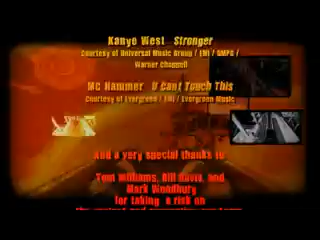 Kanye West Stronger
Courtesy of Universal Music Group / EMI / GMPG /
Warner Chappell
MC Hammer U Cant Touch This
Courtesy of Evergreen / EMI / Evergreen Music
And a very special thanks to
Tom Williams, Bill Davis, and
Mark Woodbury
for taking a risk on